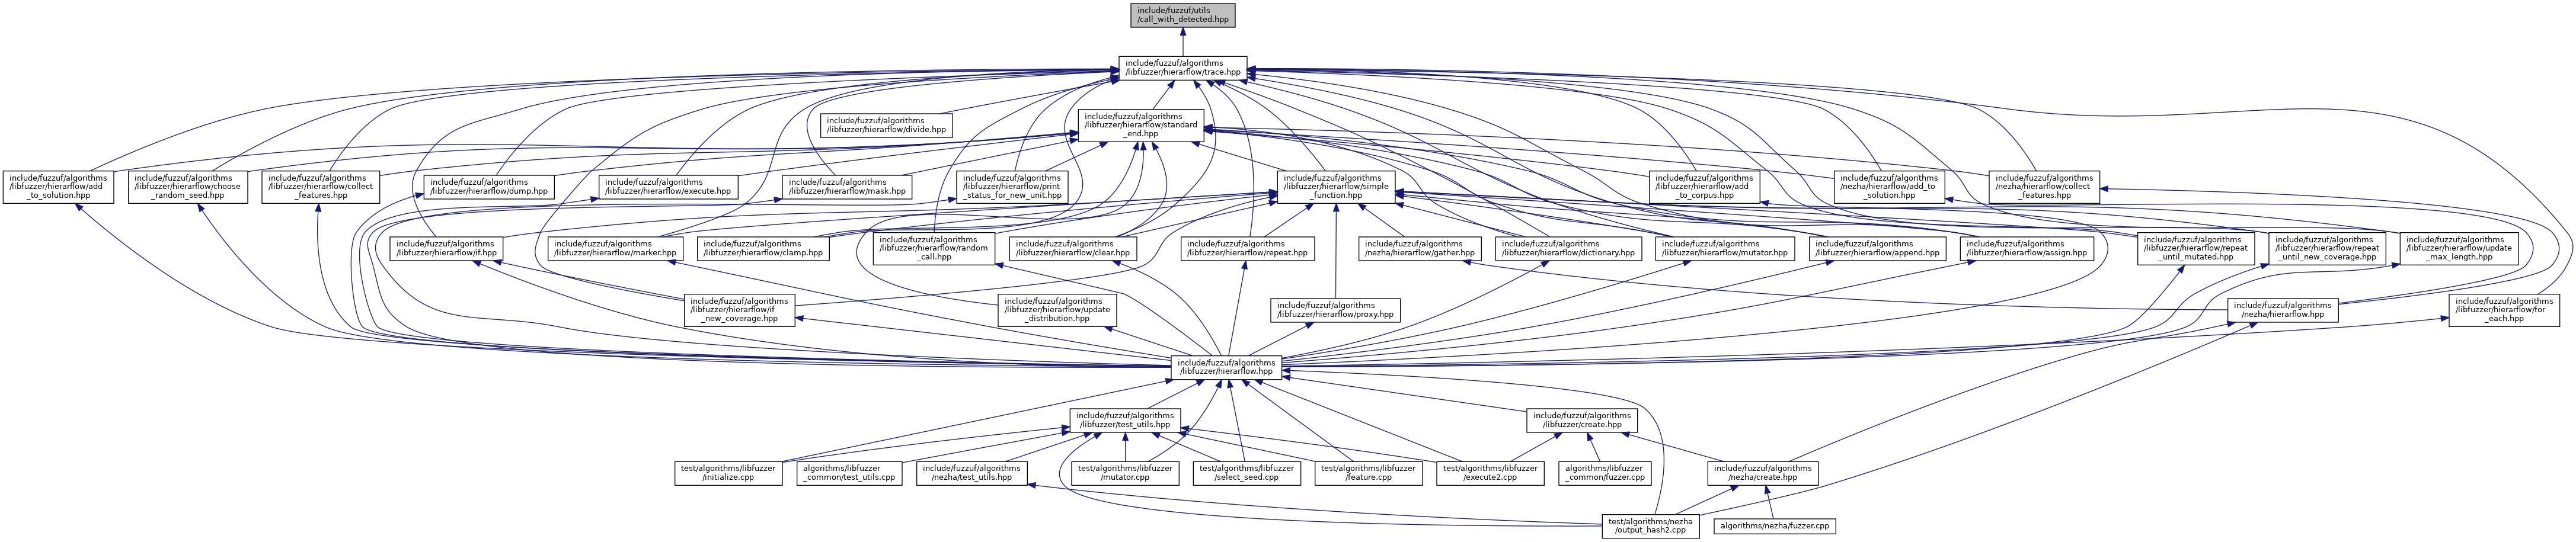 include/fuzzuf/utils
/call_with_detected.hpp
include/fuzzuf/algorithms
/libfuzzer/hierarflow/trace.hpp
include/fuzzuf/algorithms
/libfuzzer/hierarflow/divide.hpp
include/fuzzuf/algorithms
/libfuzzer/hierarflow/standard
_end.hpp
include/fuzzuf/algorithms
/libfuzzer/hierarflow/add
_to_solution.hpp
include/fuzzuf/algorithms
/libfuzzer/hierarflow/choose
_random_seed.hpp
include/fuzzuf/algorithms
/libfuzzer/hierarflow/collect
_features.hpp
include/fuzzuf/algorithms
/libfuzzer/hierarflow/dump.hpp
include/fuzzuf/algorithms
/libfuzzer/hierarflow/execute.hpp
include/fuzzuf/algorithms
/libfuzzer/hierarflow/mask.hpp
include/fuzzuf/algorithms
/libfuzzer/hierarflow/print
_status_for_new_unit.hpp
include/fuzzuf/algorithms
/libfuzzer/hierarflow/simple
_function.hpp
include/fuzzuf/algorithms
/libfuzzer/hierarflow/add
_to_corpus.hpp
include/fuzzuf/algorithms
/nezha/hierarflow/add_to
_solution.hpp
include/fuzzuf/algorithms
/nezha/hierarflow/collect
_features.hpp
include/fuzzuf/algorithms
/libfuzzer/hierarflow/if.hpp
include/fuzzuf/algorithms
/libfuzzer/hierarflow/marker.hpp
include/fuzzuf/algorithms
/libfuzzer/hierarflow/clamp.hpp
include/fuzzuf/algorithms
/libfuzzer/hierarflow/random
_call.hpp
include/fuzzuf/algorithms
/libfuzzer/hierarflow/clear.hpp
include/fuzzuf/algorithms
/libfuzzer/hierarflow/repeat.hpp
include/fuzzuf/algorithms
/nezha/hierarflow/gather.hpp
include/fuzzuf/algorithms
/libfuzzer/hierarflow/dictionary.hpp
include/fuzzuf/algorithms
/libfuzzer/hierarflow/mutator.hpp
include/fuzzuf/algorithms
/libfuzzer/hierarflow/append.hpp
include/fuzzuf/algorithms
/libfuzzer/hierarflow/assign.hpp
include/fuzzuf/algorithms
/libfuzzer/hierarflow/repeat
_until_mutated.hpp
include/fuzzuf/algorithms
/libfuzzer/hierarflow/repeat
_until_new_coverage.hpp
include/fuzzuf/algorithms
/libfuzzer/hierarflow/update
_max_length.hpp
include/fuzzuf/algorithms
/libfuzzer/hierarflow/if
_new_coverage.hpp
include/fuzzuf/algorithms
/libfuzzer/hierarflow/update
_distribution.hpp
include/fuzzuf/algorithms
/libfuzzer/hierarflow/proxy.hpp
include/fuzzuf/algorithms
/nezha/hierarflow.hpp
include/fuzzuf/algorithms
/libfuzzer/hierarflow/for
_each.hpp
include/fuzzuf/algorithms
/libfuzzer/hierarflow.hpp
include/fuzzuf/algorithms
/libfuzzer/test_utils.hpp
include/fuzzuf/algorithms
/libfuzzer/create.hpp
test/algorithms/libfuzzer
/initialize.cpp
algorithms/libfuzzer
_common/test_utils.cpp
include/fuzzuf/algorithms
/nezha/test_utils.hpp
test/algorithms/libfuzzer
/mutator.cpp
test/algorithms/libfuzzer
/select_seed.cpp
test/algorithms/libfuzzer
/feature.cpp
test/algorithms/libfuzzer
/execute2.cpp
algorithms/libfuzzer
_common/fuzzer.cpp
include/fuzzuf/algorithms
/nezha/create.hpp
test/algorithms/nezha
/output_hash2.cpp
algorithms/nezha/fuzzer.cpp